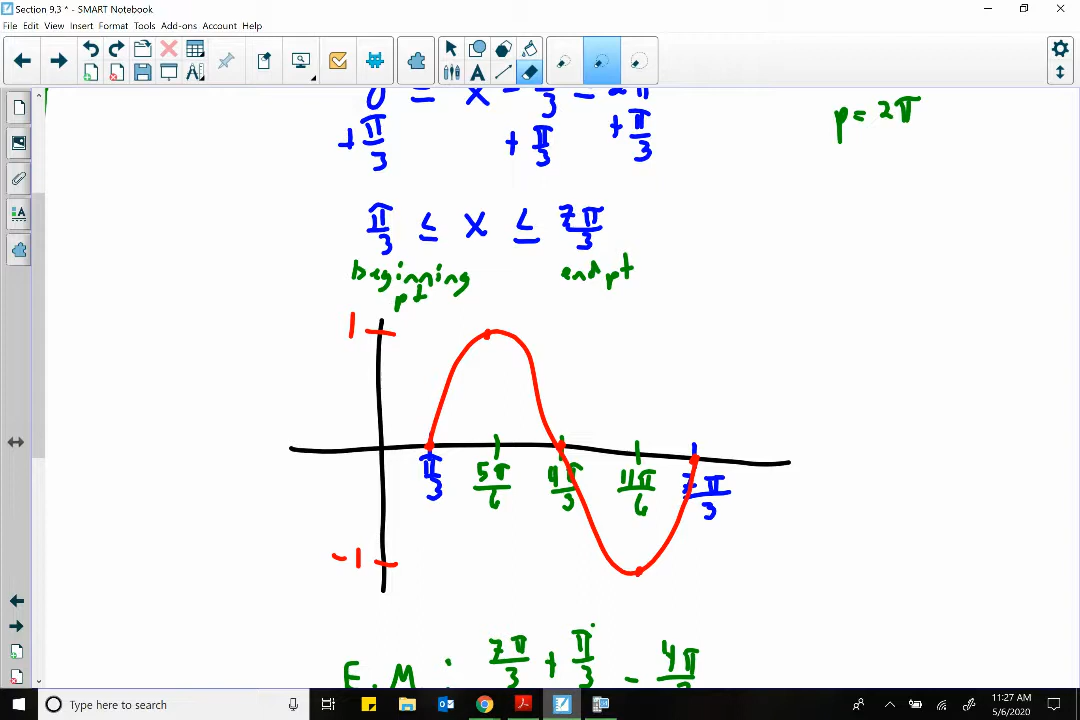 Section 9.3 * - SMART Notebook
File Edit View Insert Format Tools Add-ons Account Help
p = 2π
+ π/3 + π/3 + π/3
π/3 ≤ x ≤ 7π/3
beginning pt end pt
1
π/3 5π/6 4π/3 11π/6 7π/3
-1
7π/3 + π/3 = 4π
Type here to search
11:27 AM
5/6/2020